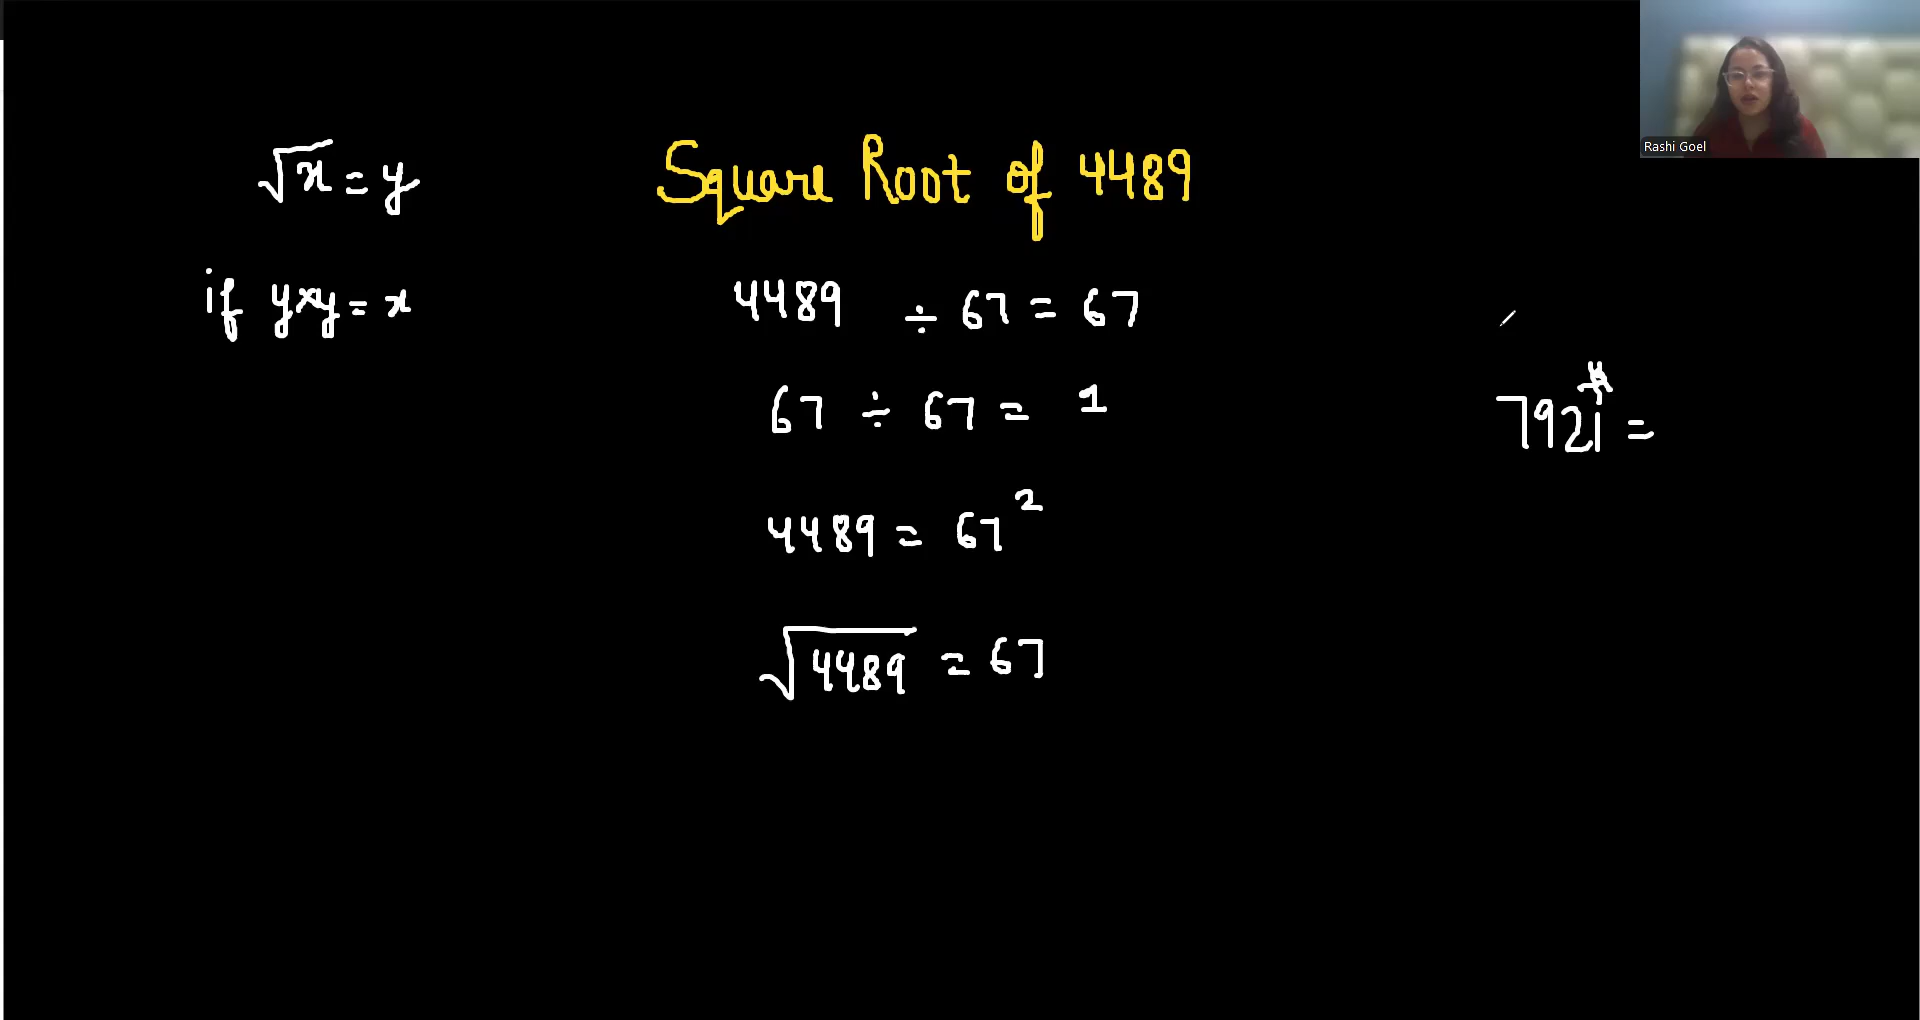 Rashi Goel
√x = y
Square Root of 4489
if y×y = x
4489 ÷ 67 = 67
67 ÷ 67 = 1
7921 =
4489 = 67²
√4489 = 67